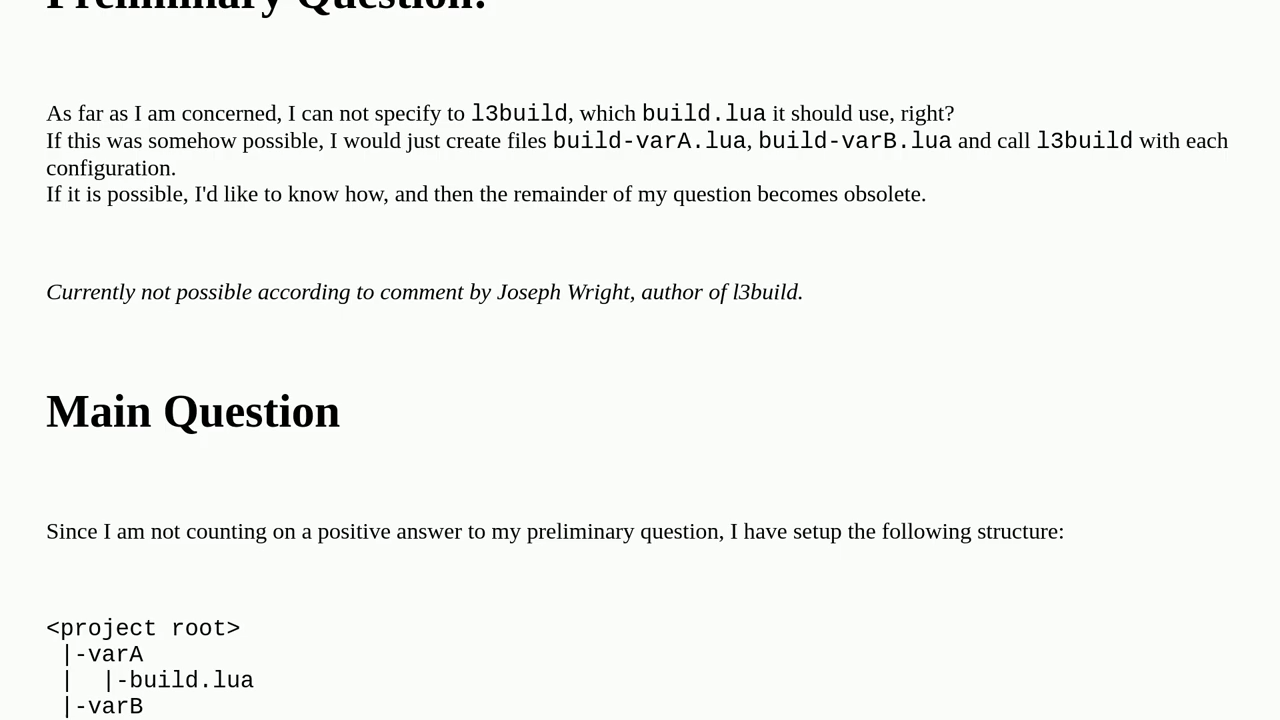 Preliminary Question:
As far as I am concerned, I can not specify to l3build, which build.lua it should use, right?
If this was somehow possible, I would just create files build-varA.lua, build-varB.lua and call l3build with each
configuration.
If it is possible, I'd like to know how, and then the remainder of my question becomes obsolete.
Currently not possible according to comment by Joseph Wright, author of l3build.
Main Question
Since I am not counting on a positive answer to my preliminary question, I have setup the following structure:
<project root>
 |-varA
 |  |-build.lua
 |-varB